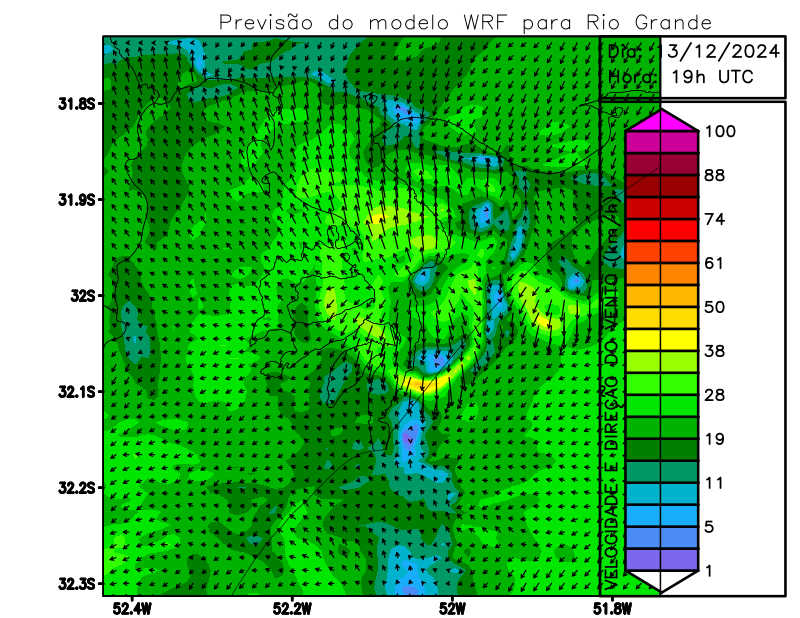 Previsão do modelo WRF para Rio Grande
Dia: 13/12/2024
Hora: 19h UTC
31.8S
31.9S
32S
32.1S
32.2S
32.3S
52.4W
52.2W
52W
51.8W
VELOCIDADE E DIREÇÃO DO VENTO ((km/h)
100
88
74
61
50
38
28
19
11
5
1